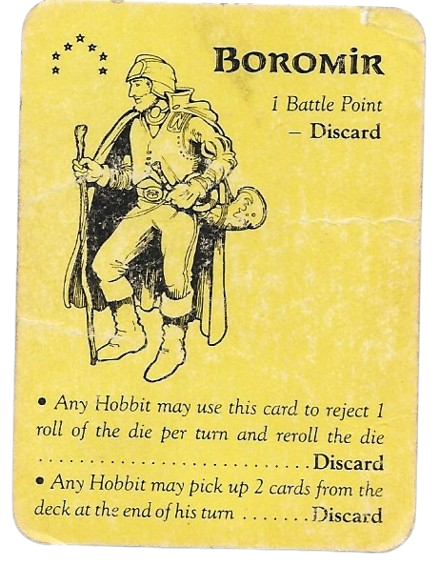 BOROMIR
1 Battle Point
– Discard
• Any Hobbit may use this card to reject 1
roll of the die per turn and reroll the die
. . . . . . . . . . . . . . . . . . . . . . . . . . . . Discard
• Any Hobbit may pick up 2 cards from the
deck at the end of his turn . . . . . . . Discard